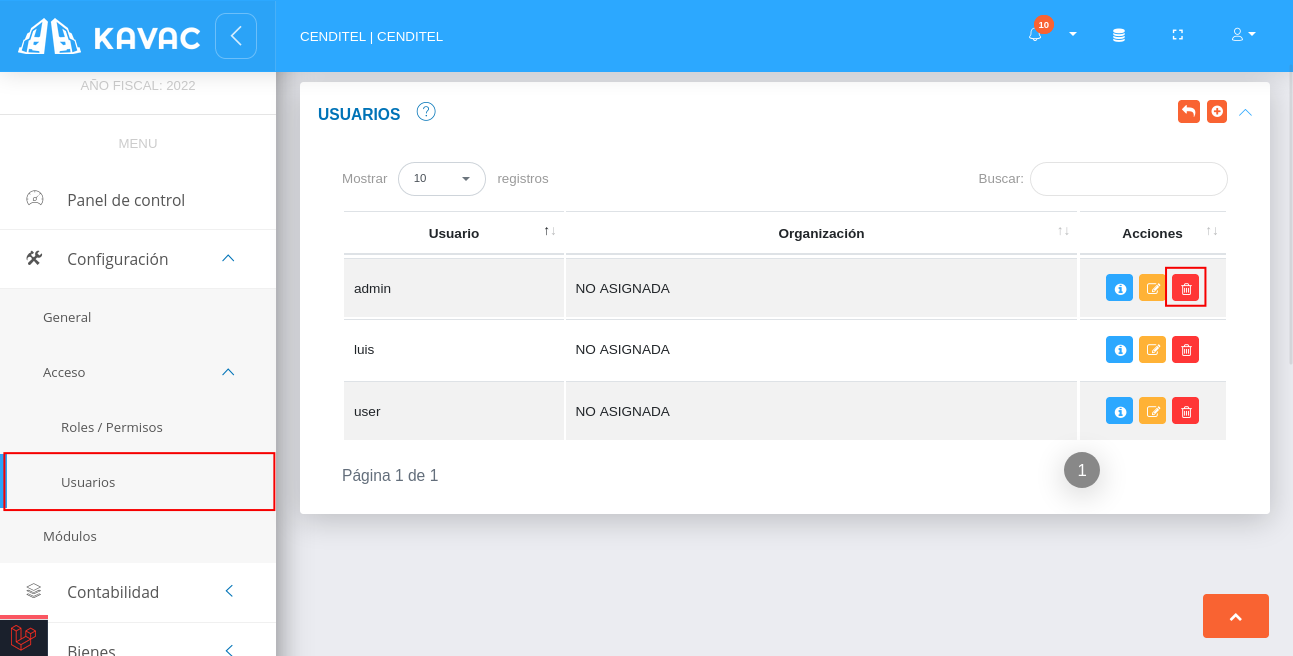 KAVAC
CENDITEL | CENDITEL
10
AÑO FISCAL: 2022
MENU
Panel de control
Configuración
General
Acceso
Roles / Permisos
Usuarios
Módulos
Contabilidad
Bienes
USUARIOS
Mostrar 10 registros
Buscar:
Usuario Organización Acciones
admin NO ASIGNADA
luis NO ASIGNADA
user NO ASIGNADA
Página 1 de 1
1